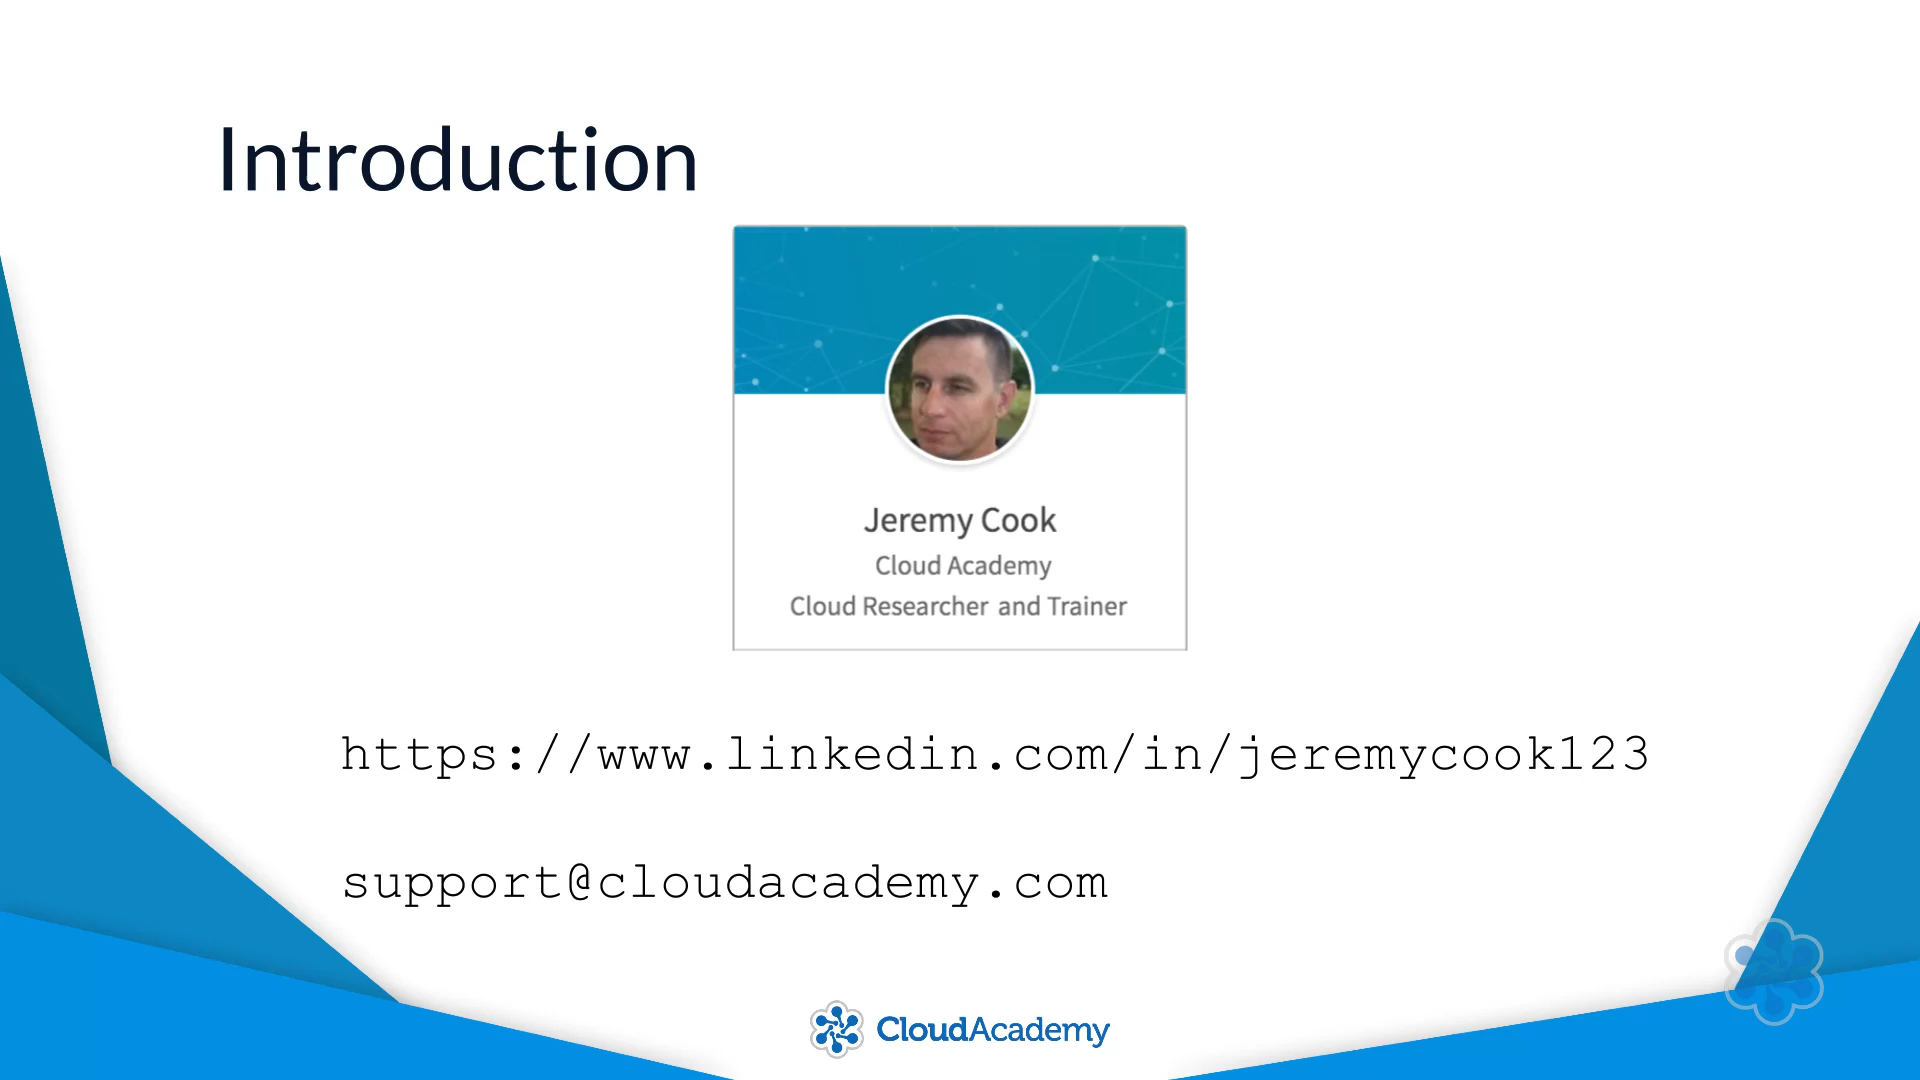 Introduction
Jeremy Cook
Cloud Academy
Cloud Researcher and Trainer
https://www.linkedin.com/in/jeremycook123
support@cloudacademy.com
CloudAcademy